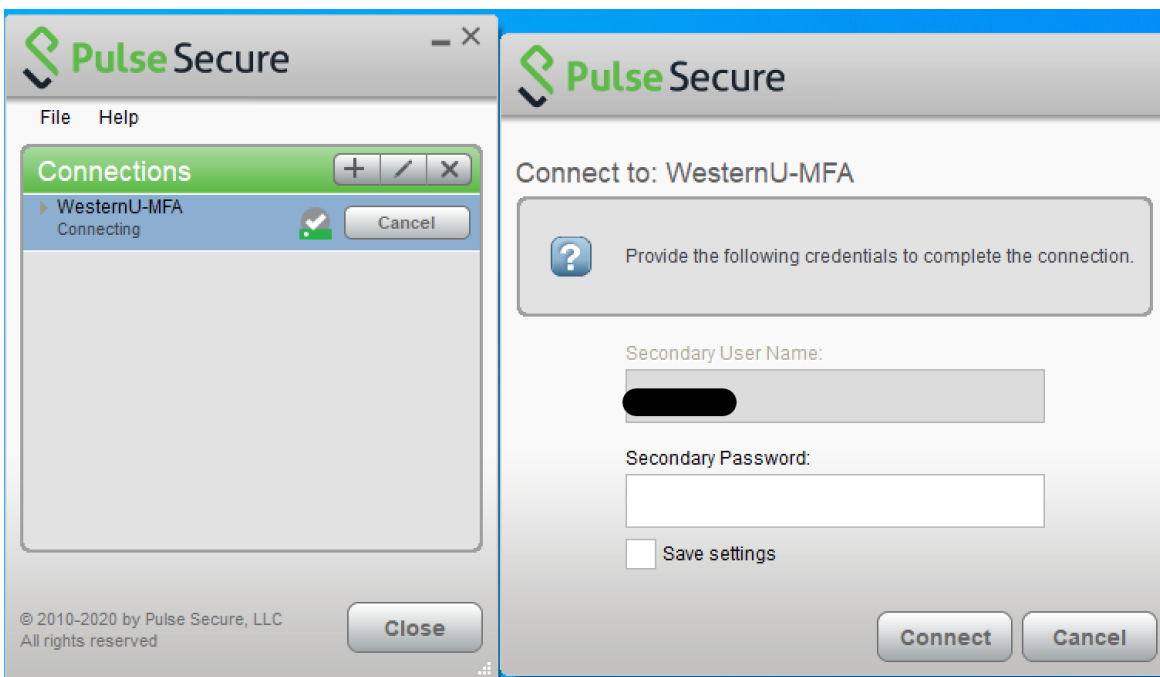 Pulse Secure
File Help
Connections
WesternU-MFA
Connecting
Cancel
© 2010-2020 by Pulse Secure, LLC
All rights reserved
Close
Pulse Secure
Connect to: WesternU-MFA
Provide the following credentials to complete the connection.
Secondary User Name:
Secondary Password:
Save settings
Connect Cancel